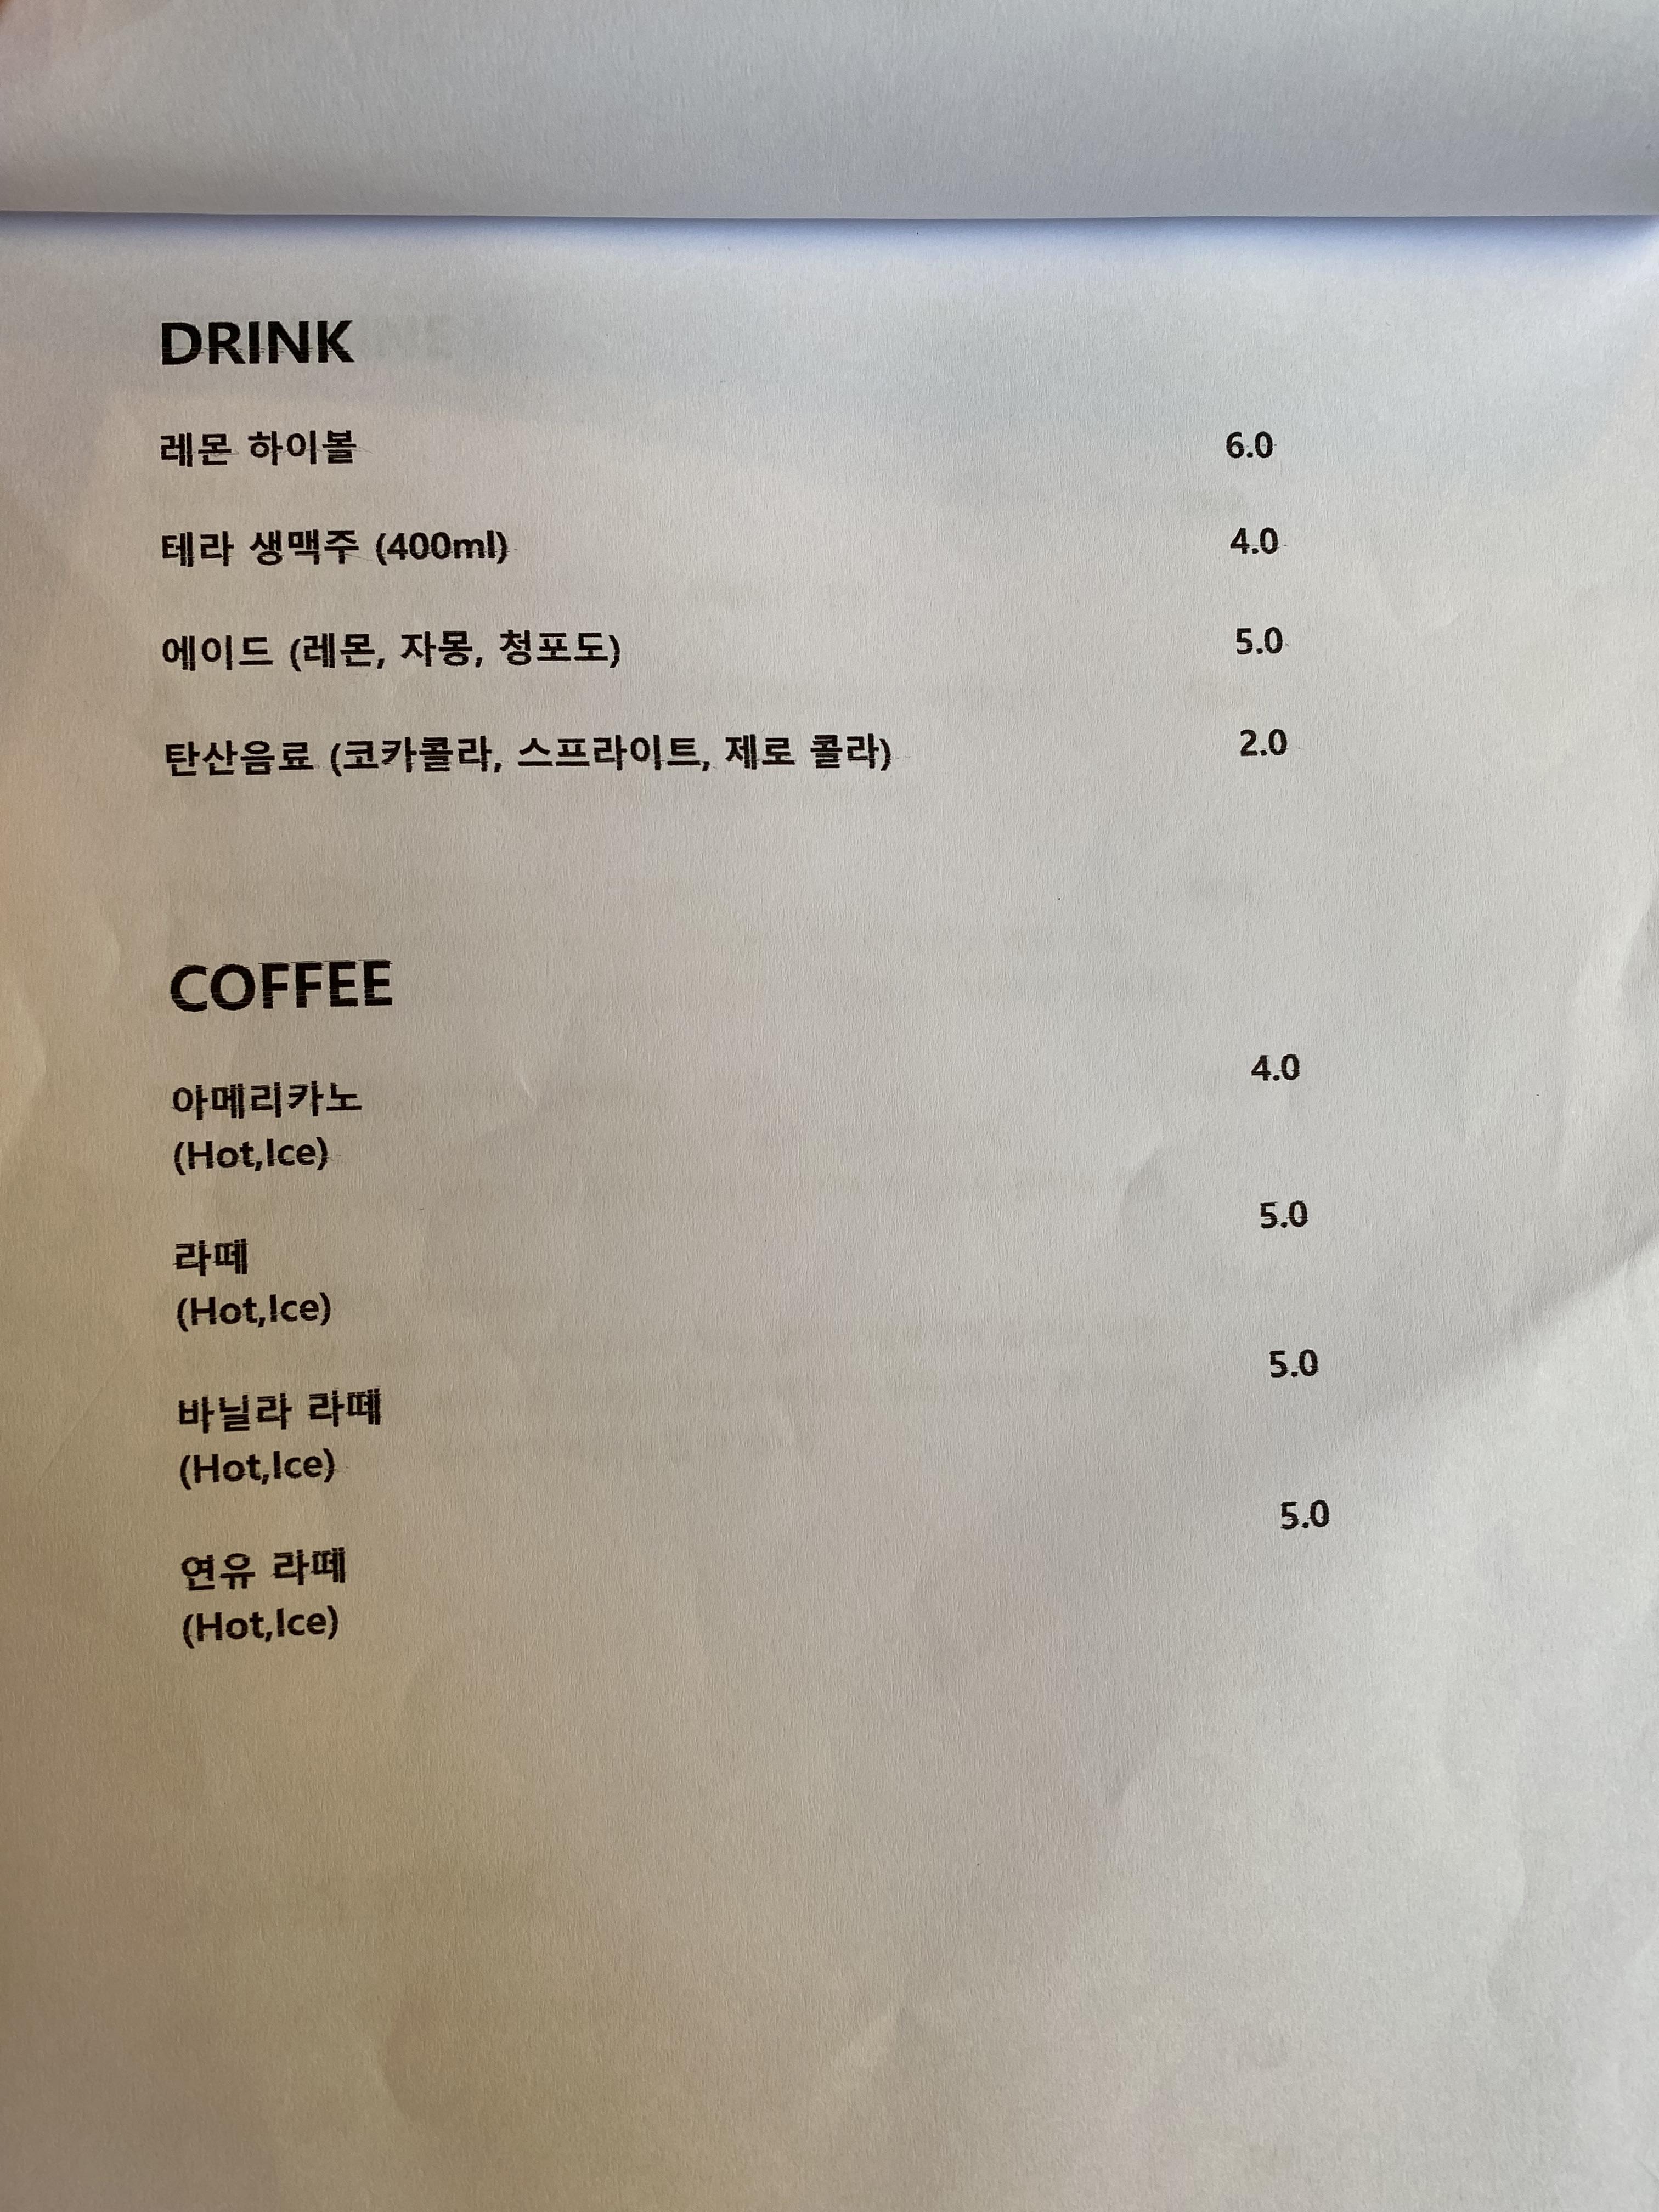 DRINK
레몬 하이볼 6.0
테라 생맥주 (400ml) 4.0
에이드 (레몬, 자몽, 청포도) 5.0
탄산음료 (코카콜라, 스프라이트, 제로 콜라) 2.0
COFFEE
아메리카노 4.0
(Hot,Ice)
라떼 5.0
(Hot,Ice)
바닐라 라떼 5.0
(Hot,Ice)
연유 라떼 5.0
(Hot,Ice)